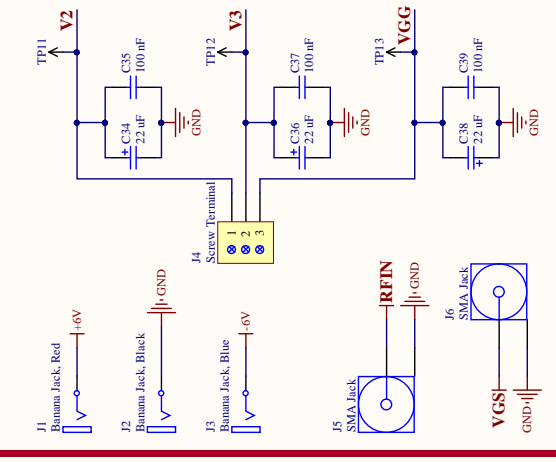 V2
TP11
C35
100 nF
C34
22 uF
+
GND
V3
TP12
C37
100 nF
C36
22 uF
+
GND
VGG
TP13
C39
100 nF
C38
22 uF
+
GND
J4
Screw Terminal
1
2
3
J1
Banana Jack, Red
+6V
J2
Banana Jack, Black
GND
J3
Banana Jack, Blue
-6V
J5
SMA Jack
RFIN
GND
J6
SMA Jack
VGS
GND